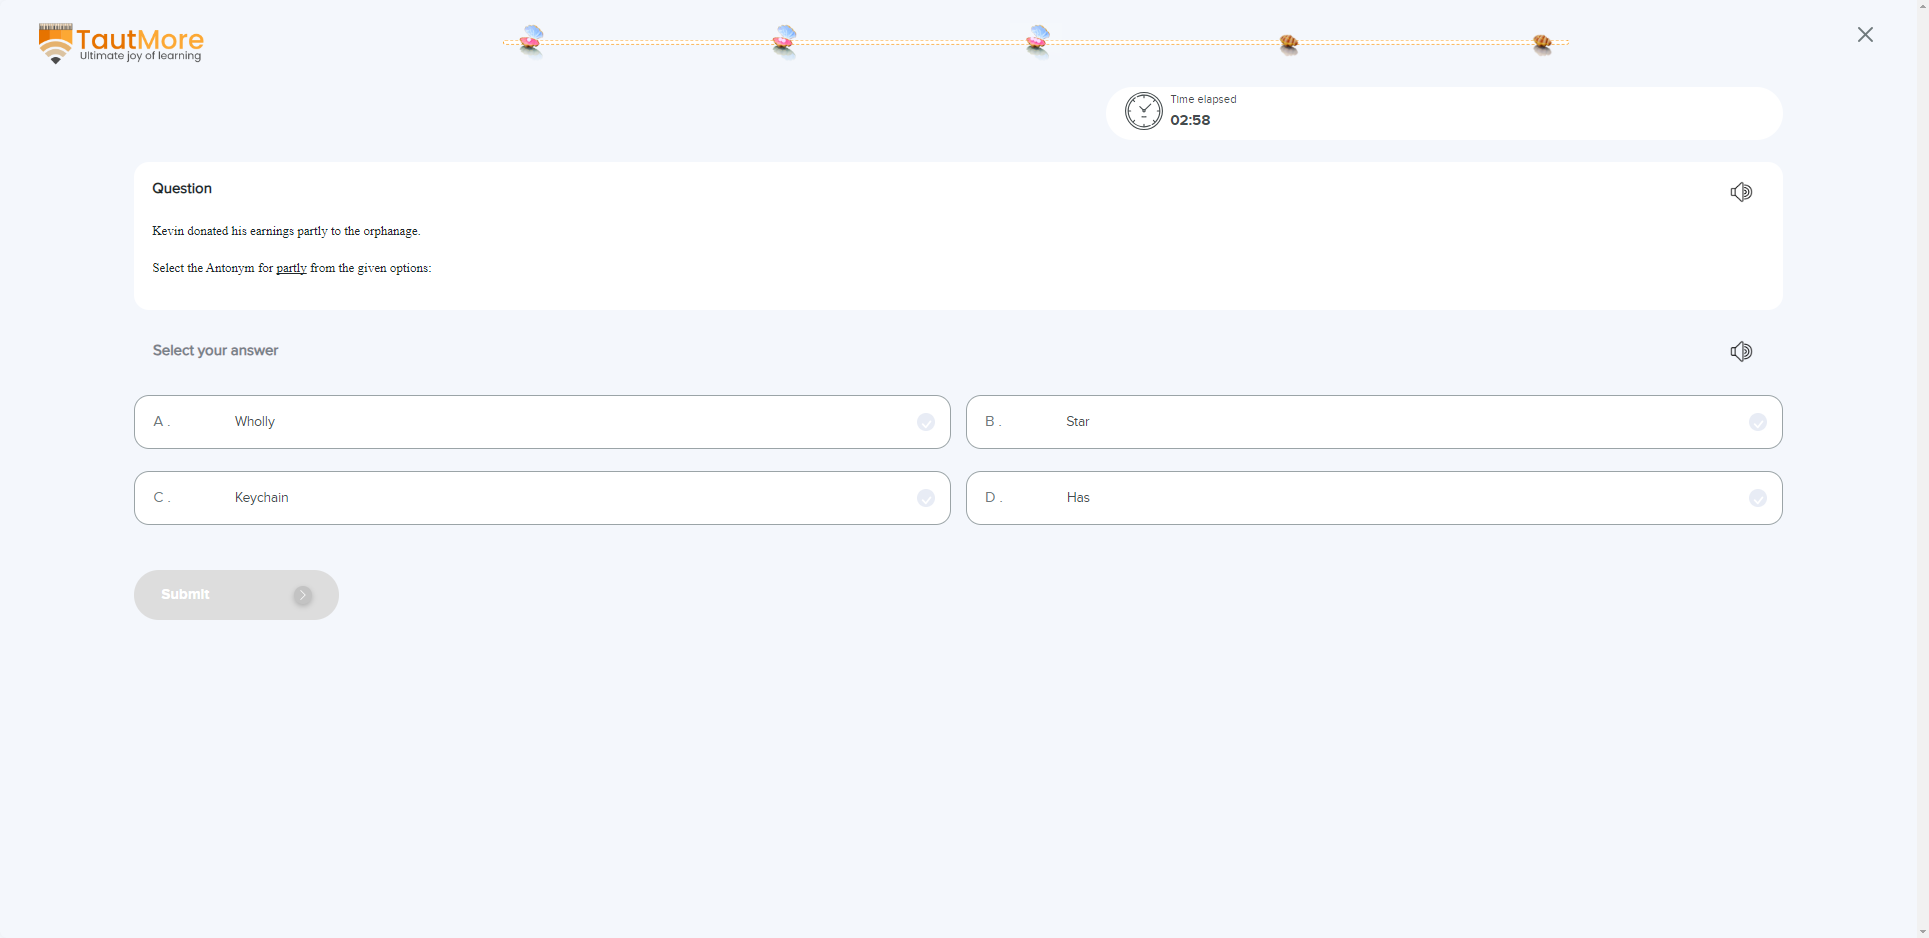 TautMore
Ultimate joy of learning
Time elapsed
02:58
Question
Kevin donated his earnings partly to the orphanage.
Select the Antonym for partly from the given options:
Select your answer
A .
Wholly
B .
Star
C .
Keychain
D .
Has
Submit